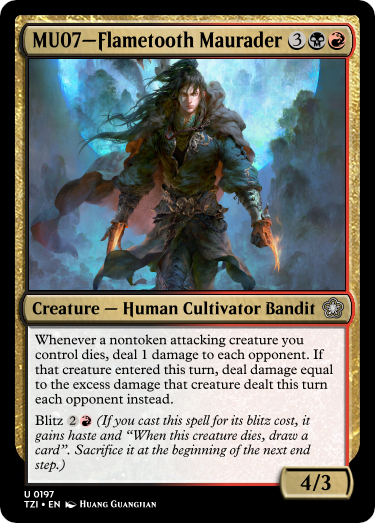 MU07—Flametooth Maurader 3
Creature — Human Cultivator Bandit
Whenever a nontoken attacking creature you
control dies, deal 1 damage to each opponent. If
that creature entered this turn, deal damage equal
to the excess damage that creature dealt this turn
each opponent instead.
Blitz 2 (If you cast this spell for its blitz cost, it
gains haste and “When this creature dies, draw a
card”. Sacrifice it at the beginning of the next end
step.)
4/3
U 0197
TZI • EN Huang Guangjian